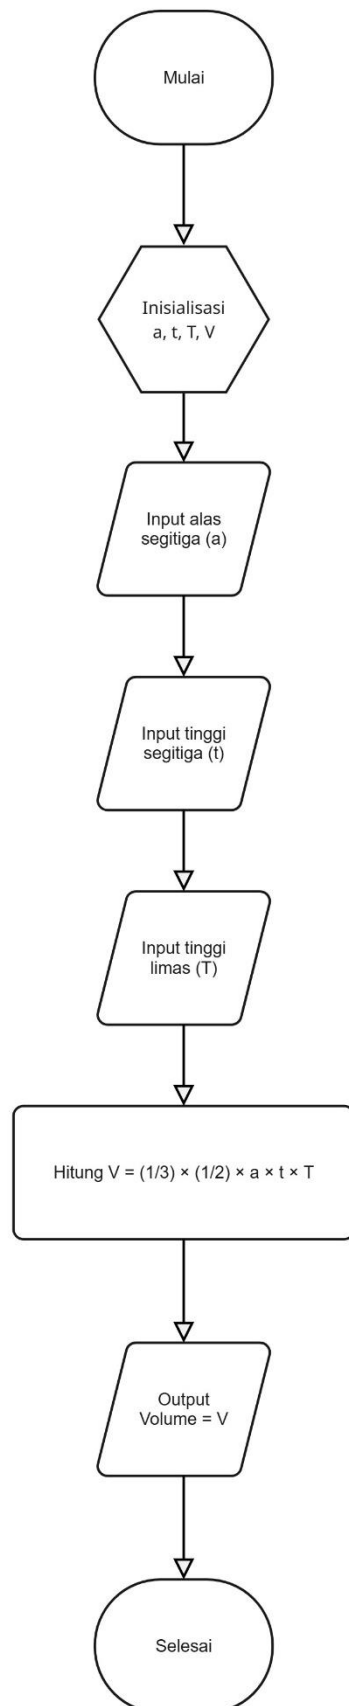 Mulai
Inisialisasi
a, t, T, V
Input alas
segitiga (a)
Input tinggi
segitiga (t)
Input tinggi
limas (T)
Hitung V = (1/3) × (1/2) × a × t × T
Output
Volume = V
Selesai